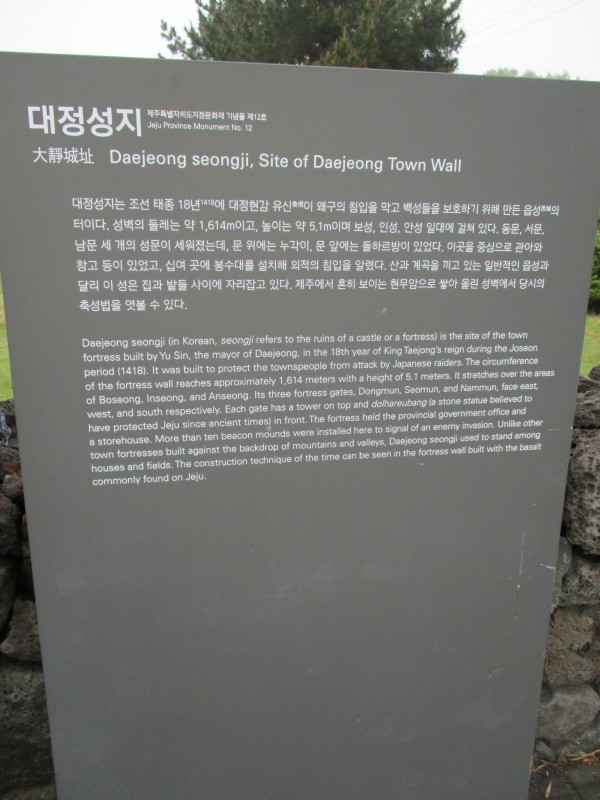 대정성지 제주특별자치도지정문화재 기념물 제12호
Jeju Province Monument No. 12
大靜城址 Daejeong seongji, Site of Daejeong Town Wall
대정성지는 조선 태종 18년1418에 대정현감 유신兪信이 왜구의 침입을 막고 백성들을 보호하기 위해 만든 읍성邑城의
터이다. 성벽의 둘레는 약 1,614m이고, 높이는 약 5.1m이며 보성, 인성, 안성 일대에 걸쳐 있다. 동문, 서문,
남문 세 개의 성문이 세워졌는데, 문 위에는 누각이, 문 앞에는 돌하르방이 있었다. 이곳을 중심으로 관아와
창고 등이 있었고, 십여 곳에 봉수대를 설치해 외적의 침입을 알렸다. 산과 계곡을 끼고 있는 일반적인 읍성과
달리 이 성은 집과 밭들 사이에 자리잡고 있다. 제주에서 흔히 보이는 현무암으로 쌓아 올린 성벽에서 당시의
축성법을 엿볼 수 있다.
Daejeong seongji (in Korean, seongji refers to the ruins of a castle or a fortress) is the site of the town
fortress built by Yu Sin, the mayor of Daejeong, in the 18th year of King Taejong's reign during the Joseon
period (1418). It was built to protect the townspeople from attack by Japanese raiders. The circumference
of the fortress wall reaches approximately 1,614 meters with a height of 5.1 meters. It stretches over the areas
of Boseong, Inseong, and Anseong. Its three fortress gates, Dongmun, Seomun, and Nammun, face east,
west, and south respectively. Each gate has a tower on top and dolhareubang (a stone statue believed to
have protected Jeju since ancient times) in front. The fortress held the provincial government office and
a storehouse. More than ten beacon mounds were installed here to signal of an enemy invasion. Unlike other
town fortresses built against the backdrop of mountains and valleys, Daejeong seongji used to stand among
houses and fields. The construction technique of the time can be seen in the fortress wall built with the basalt
commonly found on Jeju.